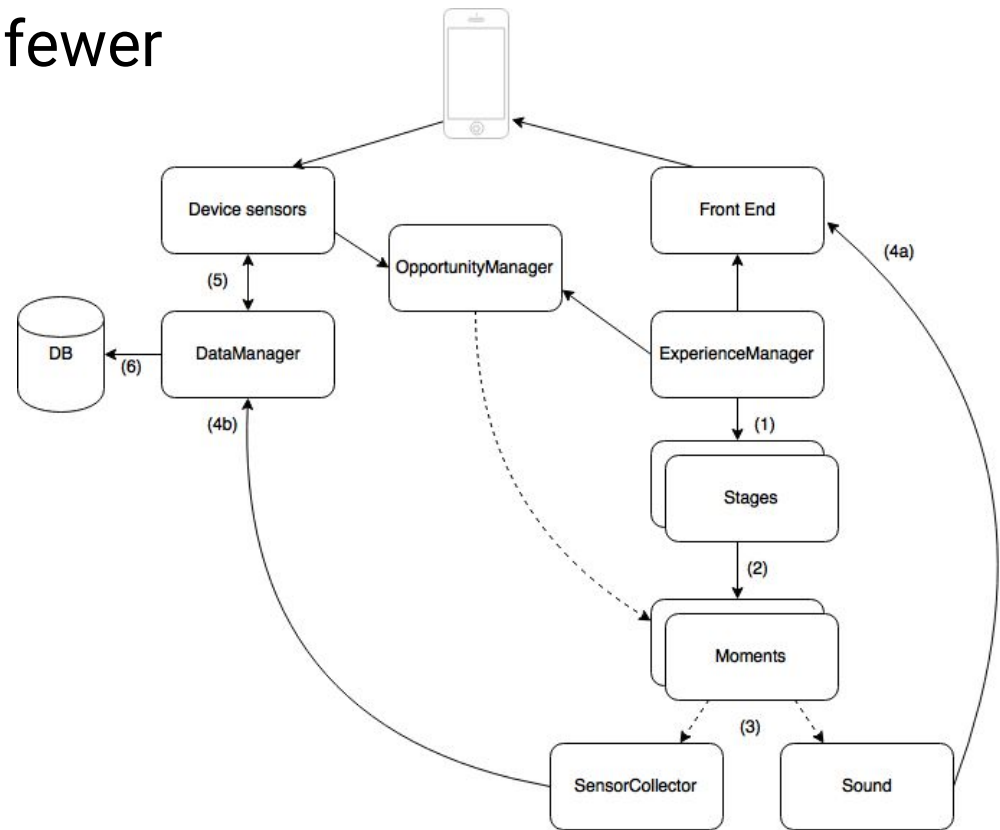 fewer
Device sensors
Front End
(4a)
OpportunityManager
(5)
DB
(6)
DataManager
ExperienceManager
(4b)
(1)
Stages
(2)
Moments
(3)
SensorCollector
Sound